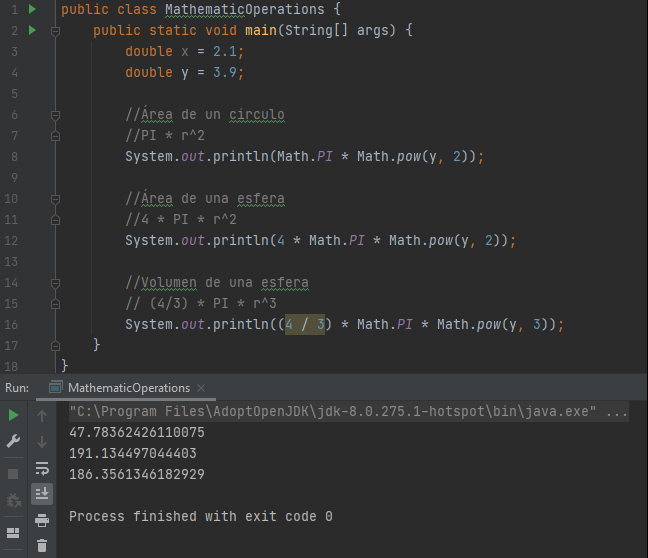 1 public class MathematicOperations {
2 public static void main(String[] args) {
3 double x = 2.1;
4 double y = 3.9;
5
6 //Área de un circulo
7 //PI * r^2
8 System.out.println(Math.PI * Math.pow(y, 2));
9
10 //Área de una esfera
11 //4 * PI * r^2
12 System.out.println(4 * Math.PI * Math.pow(y, 2));
13
14 //Volumen de una esfera
15 // (4/3) * PI * r^3
16 System.out.println((4 / 3) * Math.PI * Math.pow(y, 3));
17 }
18 }
Run: MathematicOperations ×
"C:\Program Files\AdoptOpenJDK\jdk-8.0.275.1-hotspot\bin\java.exe" ...
47.78362426110075
191.134497044403
186.3561346182929
Process finished with exit code 0